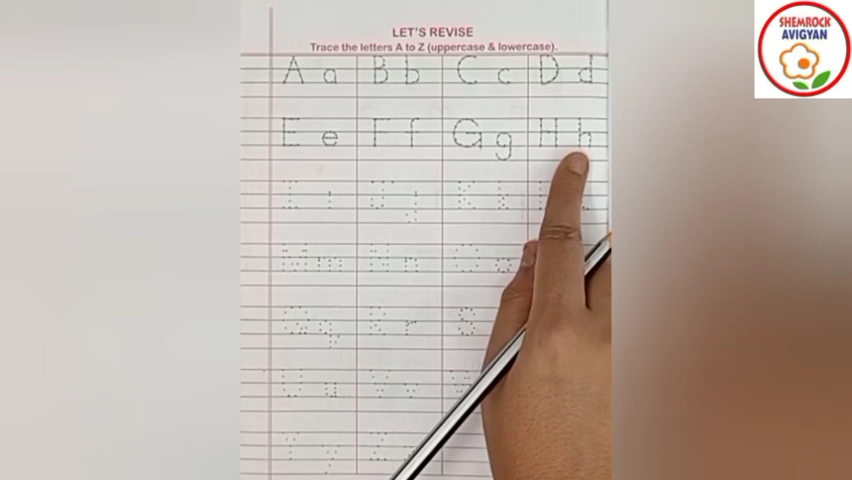 SHEMROCK
AVIGYAN
LET'S REVISE
Trace the letters A to Z (uppercase & lowercase).
A a B b C c D d
E e F f G g H h
I i J j K k
M m N n O o
Q q R r S
U u V v W
Y y Z z